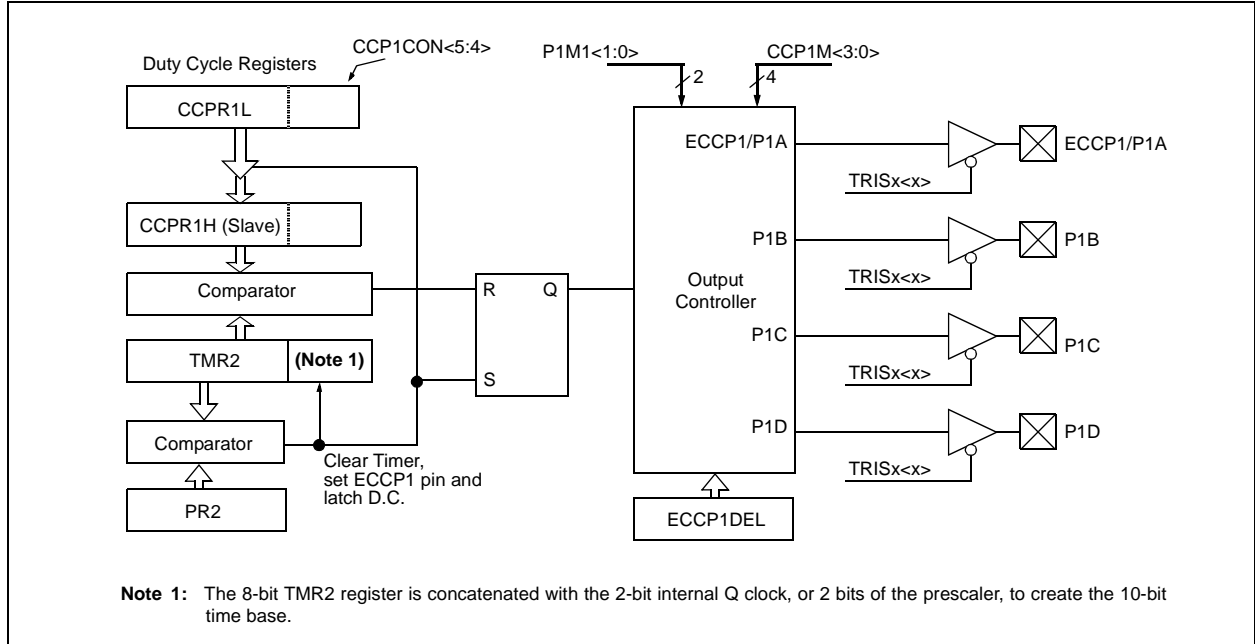 CCP1CON<5:4>
Duty Cycle Registers
CCPR1L
CCPR1H (Slave)
Comparator
TMR2
(Note 1)
Comparator
PR2
Clear Timer,
set ECCP1 pin and
latch D.C.
R
Q
S
P1M1<1:0>
2
CCP1M<3:0>
4
Output
Controller
ECCP1/P1A
P1B
P1C
P1D
ECCP1DEL
TRISx<x>
ECCP1/P1A
TRISx<x>
P1B
TRISx<x>
P1C
TRISx<x>
P1D
Note 1: The 8-bit TMR2 register is concatenated with the 2-bit internal Q clock, or 2 bits of the prescaler, to create the 10-bit
time base.